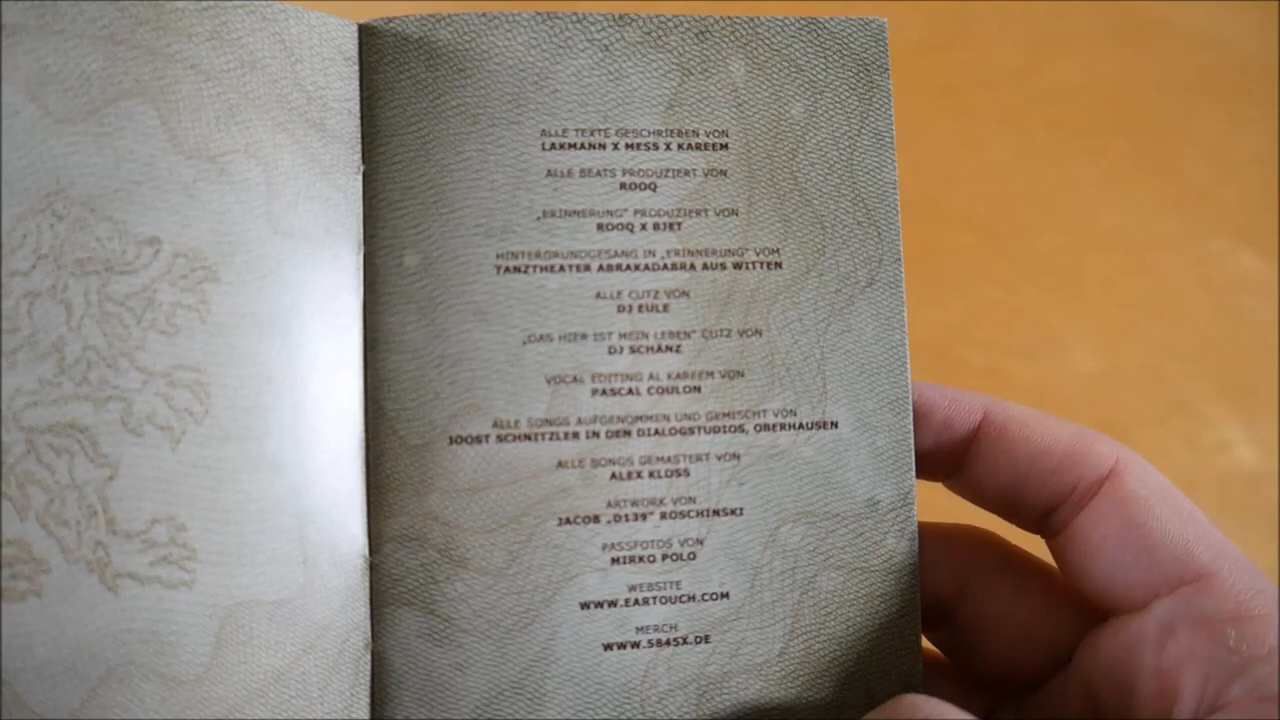 ALLE TEXTE GESCHRIEBEN VON
LAKMANN X MESS X KAREEM
ALLE BEATS PRODUZIERT VON
ROOQ
„ERINNERUNG" PRODUZIERT VON
ROOQ X BJET
HINTERGRUNDGESANG IN „ERINNERUNG" VOM
TANZTHEATER ABRAKADABRA AUS WITTEN
ALLE CUTZ VON
DJ EULE
„DAS HIER IST MEIN LEBEN" CUTZ VON
DJ SCHÄNZ
VOCAL EDITING AL KAREEM VON
PASCAL COULON
ALLE SONGS AUFGENOMMEN UND GEMISCHT VON
JOOST SCHNITZLER IN DEN DIALOGSTUDIOS, OBERHAUSEN
ALLE SONGS GEMASTERT VON
ALEX KLOSS
ARTWORK VON
JACOB „D139" ROSCHINSKI
PASSFOTOS VON
MIRKO POLO
WEBSITE
WWW.EARTOUCH.COM
MERCH
WWW.5845X.DE